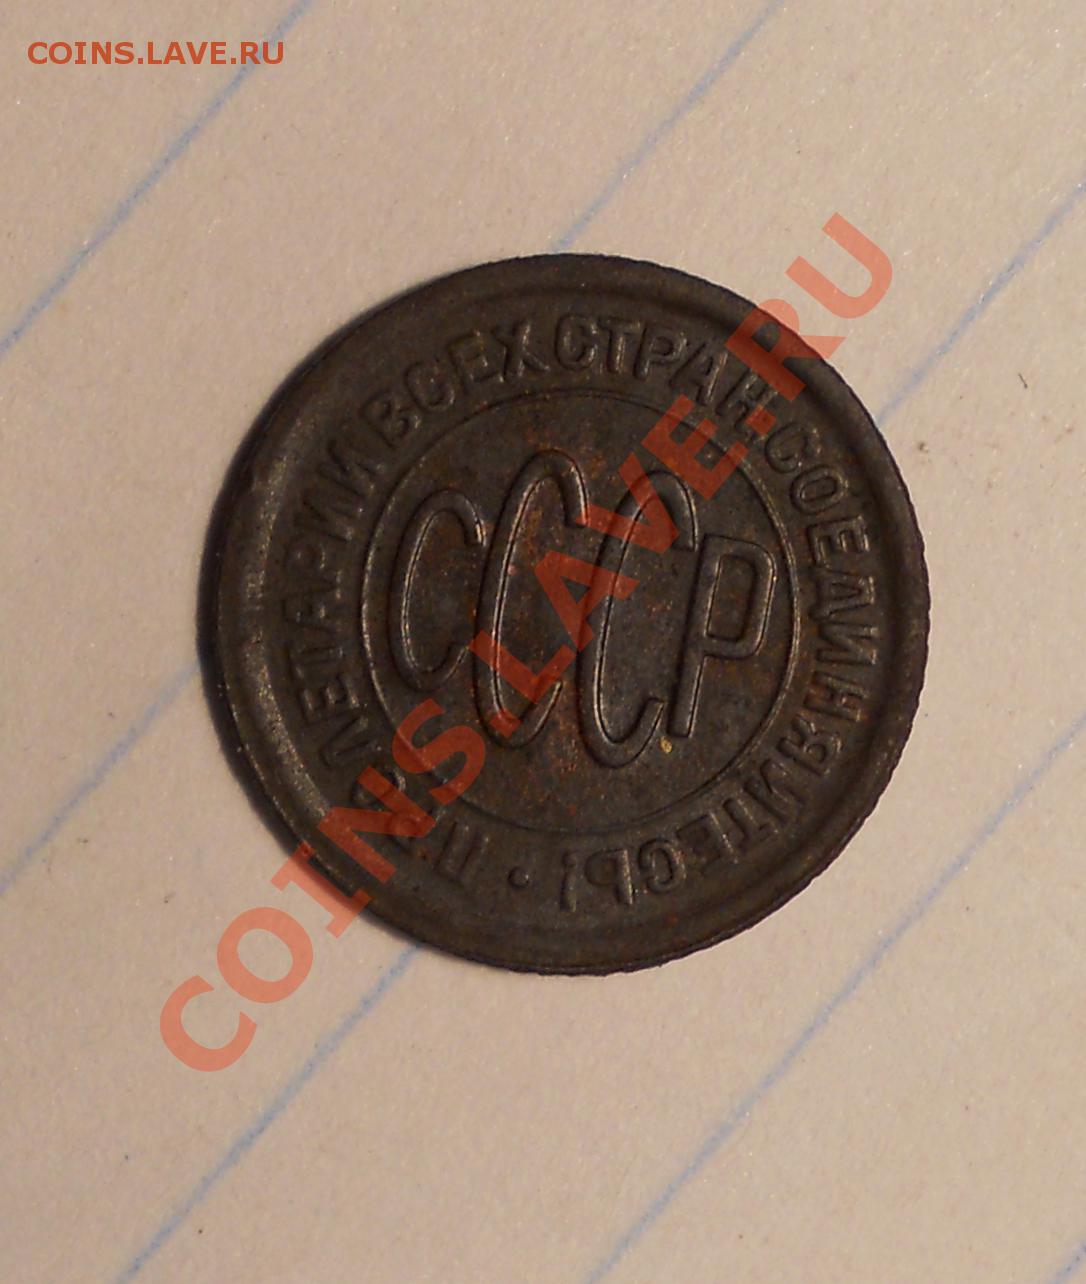 COINS.LAVE.RU
ПРОЛЕТАРИИ ВСЕХ СТРАН, СОЕДИНЯЙТЕСЬ! •
СССР
COINS.LAVE.RU